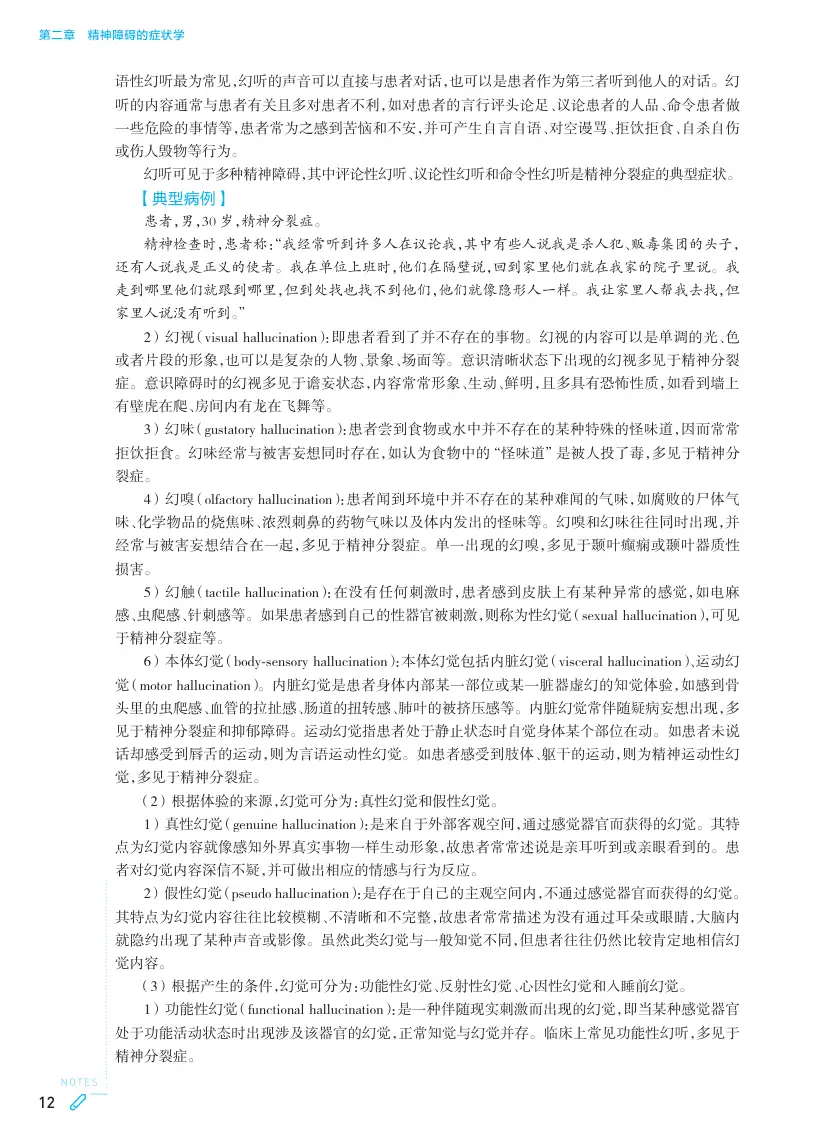 第二章 精神障碍的症状学
语性幻听最为常见,幻听的声音可以直接与患者对话,也可以是患者作为第三者听到他人的对话。幻
听的内容通常与患者有关且多对患者不利,如对患者的言行评头论足、议论患者的人品、命令患者做
一些危险的事情等,患者常为之感到苦恼和不安,并可产生自言自语、对空谩骂、拒饮拒食、自杀自伤
或伤人毁物等行为。
幻听可见于多种精神障碍,其中评论性幻听、议论性幻听和命令性幻听是精神分裂症的典型症状。
【典型病例】
患者,男,30 岁,精神分裂症。
精神检查时,患者称:“我经常听到许多人在议论我,其中有些人说我是杀人犯、贩毒集团的头子,
还有人说我是正义的使者。我在单位上班时,他们在隔壁说,回到家里他们就在我家的院子里说。我
走到哪里他们就跟到哪里,但到处找也找不到他们,他们就像隐形人一样。我让家里人帮我去找,但
家里人说没有听到。”
2）幻视（visual hallucination）:即患者看到了并不存在的事物。幻视的内容可以是单调的光、色
或者片段的形象,也可以是复杂的人物、景象、场面等。意识清晰状态下出现的幻视多见于精神分裂
症。意识障碍时的幻视多见于谵妄状态,内容常常形象、生动、鲜明,且多具有恐怖性质,如看到墙上
有壁虎在爬、房间内有龙在飞舞等。
3）幻味（gustatory hallucination）:患者尝到食物或水中并不存在的某种特殊的怪味道,因而常常
拒饮拒食。幻味经常与被害妄想同时存在,如认为食物中的“怪味道”是被人投了毒,多见于精神分
裂症。
4）幻嗅（olfactory hallucination）:患者闻到环境中并不存在的某种难闻的气味,如腐败的尸体气
味、化学物品的烧焦味、浓烈刺鼻的药物气味以及体内发出的怪味等。幻嗅和幻味往往同时出现,并
经常与被害妄想结合在一起,多见于精神分裂症。单一出现的幻嗅,多见于颞叶癫痫或颞叶器质性
损害。
5）幻触（tactile hallucination）:在没有任何刺激时,患者感到皮肤上有某种异常的感觉,如电麻
感、虫爬感、针刺感等。如果患者感到自己的性器官被刺激,则称为性幻觉（sexual hallucination）,可见
于精神分裂症等。
6）本体幻觉（body-sensory hallucination）:本体幻觉包括内脏幻觉（visceral hallucination）、运动幻
觉（motor hallucination）。内脏幻觉是患者身体内部某一部位或某一脏器虚幻的知觉体验,如感到骨
头里的虫爬感、血管的拉扯感、肠道的扭转感、肺叶的被挤压感等。内脏幻觉常伴随疑病妄想出现,多
见于精神分裂症和抑郁障碍。运动幻觉指患者处于静止状态时自觉身体某个部位在动。如患者未说
话却感受到唇舌的运动,则为言语运动性幻觉。如患者感受到肢体、躯干的运动,则为精神运动性幻
觉,多见于精神分裂症。
（2）根据体验的来源,幻觉可分为:真性幻觉和假性幻觉。
1）真性幻觉（genuine hallucination）:是来自于外部客观空间,通过感觉器官而获得的幻觉。其特
点为幻觉内容就像感知外界真实事物一样生动形象,故患者常常述说是亲耳听到或亲眼看到的。患
者对幻觉内容深信不疑,并可做出相应的情感与行为反应。
2）假性幻觉（pseudo hallucination）:是存在于自己的主观空间内,不通过感觉器官而获得的幻觉。
其特点为幻觉内容往往比较模糊、不清晰和不完整,故患者常常描述为没有通过耳朵或眼睛,大脑内
就隐约出现了某种声音或影像。虽然此类幻觉与一般知觉不同,但患者往往仍然比较肯定地相信幻
觉内容。
（3）根据产生的条件,幻觉可分为:功能性幻觉、反射性幻觉、心因性幻觉和入睡前幻觉。
1）功能性幻觉（functional hallucination）:是一种伴随现实刺激而出现的幻觉,即当某种感觉器官
处于功能活动状态时出现涉及该器官的幻觉,正常知觉与幻觉并存。临床上常见功能性幻听,多见于
精神分裂症。
NOTES
12